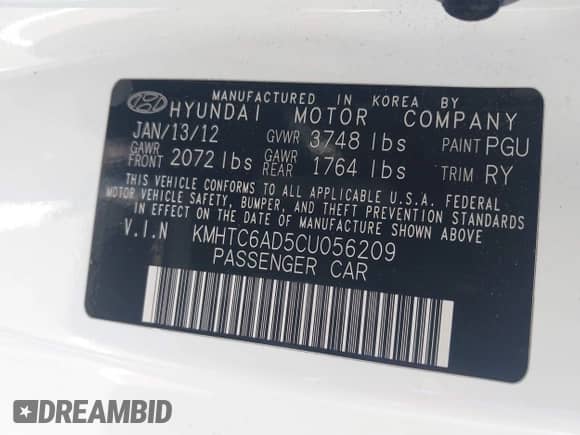 MANUFACTURED IN KOREA BY
HYUNDAI MOTOR COMPANY
JAN/13/12 GVWR 3748 lbs PAINT PGU
GAWR FRONT 2072 lbs GAWR REAR 1764 lbs TRIM RY
THIS VEHICLE CONFORMS TO ALL APPLICABLE U.S.A. FEDERAL
MOTOR VEHICLE SAFETY, BUMPER, AND THEFT PREVENTION STANDARDS
IN EFFECT ON THE DATE OF MANUFACTURE SHOWN ABOVE
V.I.N KMHTC6AD5CU056209
PASSENGER CAR
DREAMBID